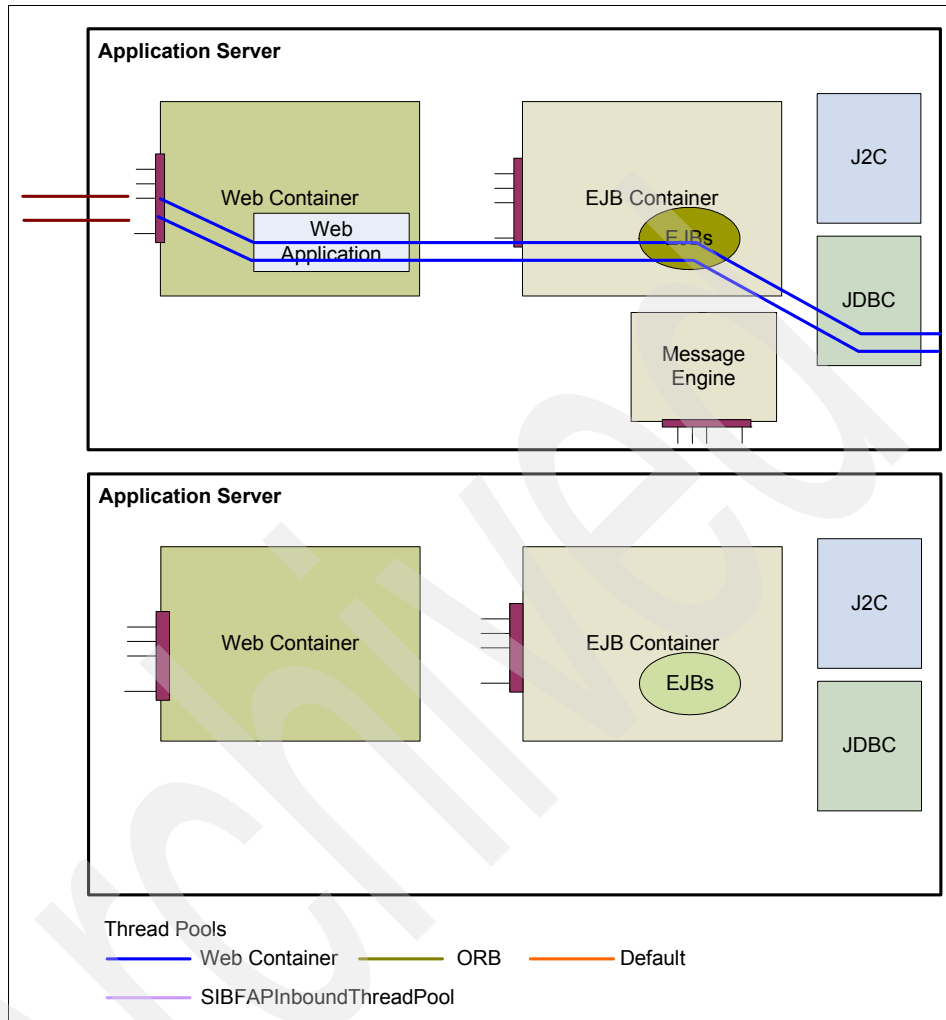 Application Server
Web Container
Web
Application
EJB Container
EJBs
J2C
JDBC
Message
Engine
Application Server
Web Container
EJB Container
EJBs
J2C
JDBC
Thread Pools
Web Container
ORB
Default
SIBFAPInboundThreadPool
Archived